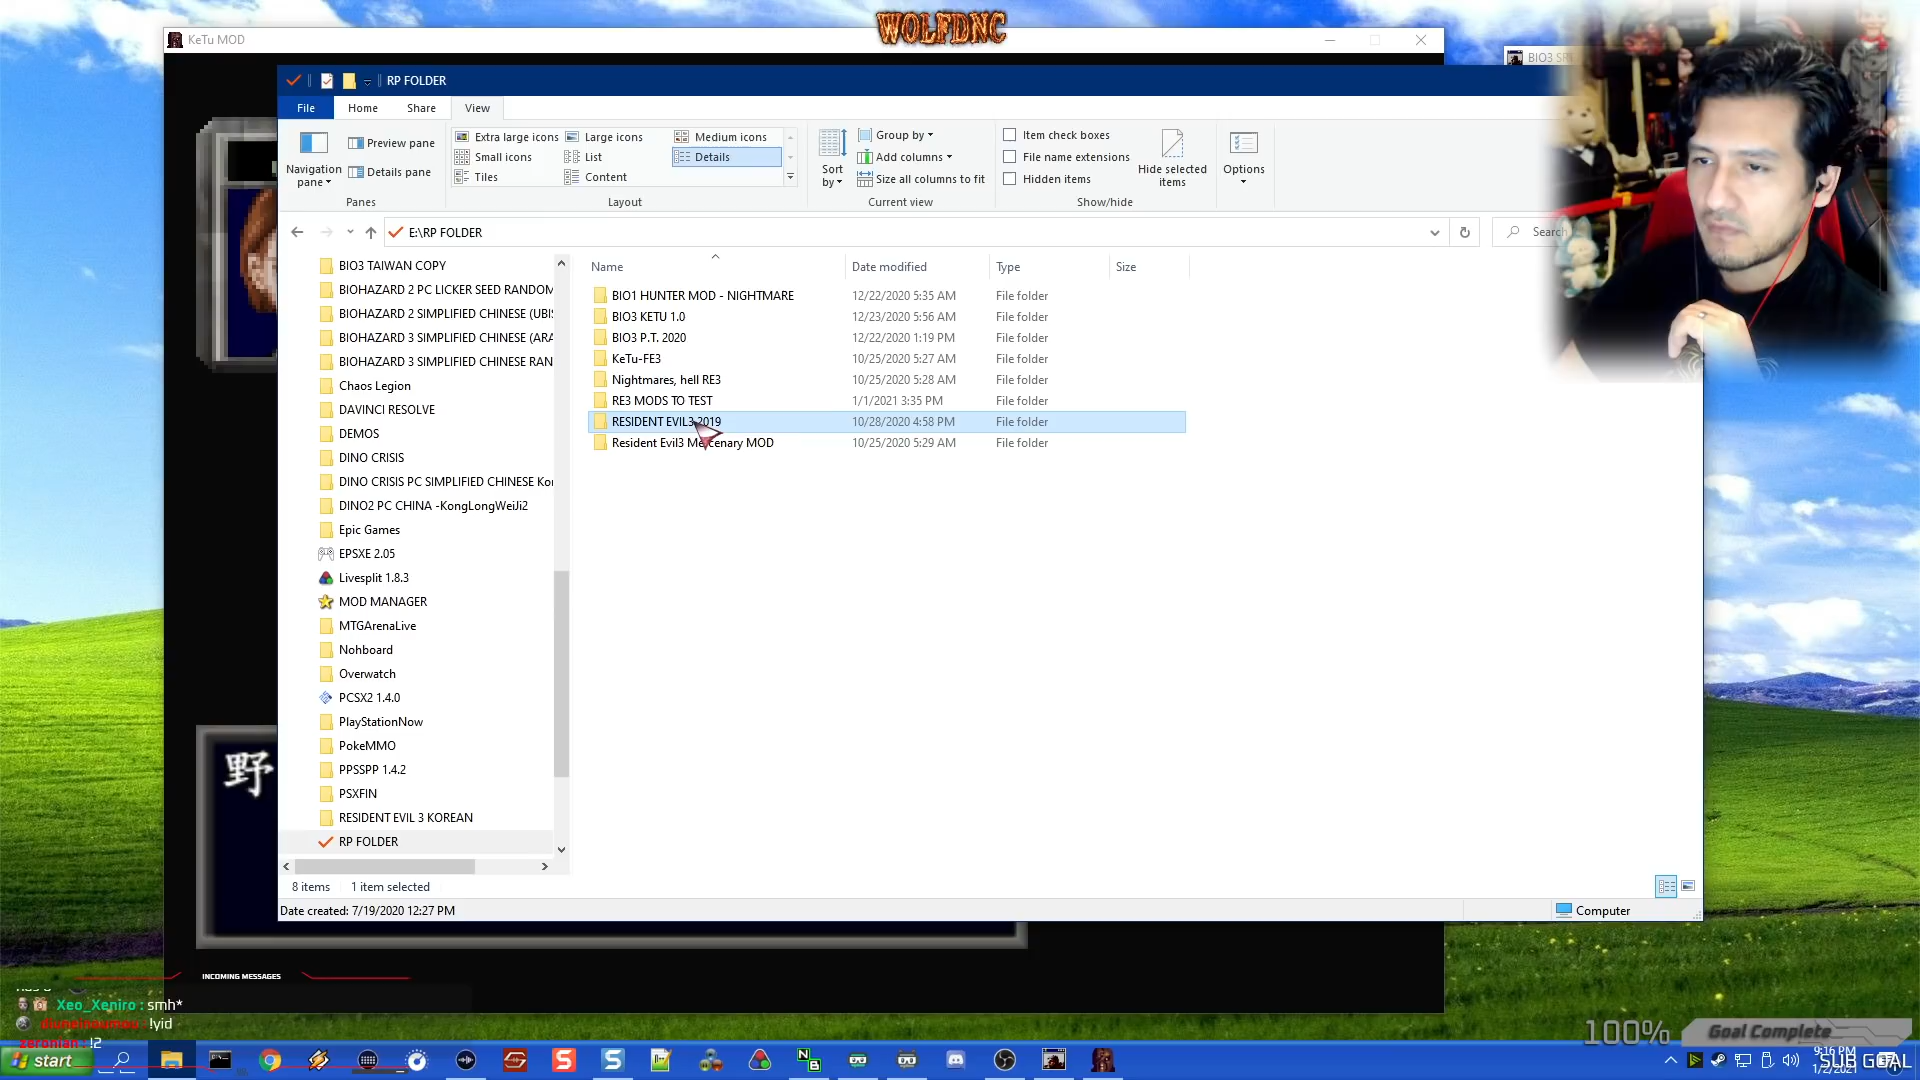 WOLFDNC
KeTu MOD
RP FOLDER
File
Home
Share
View
Navigation
pane
Preview pane
Details pane
Panes
Extra large icons
Large icons
Medium icons
Small icons
List
Details
Tiles
Content
Layout
Sort
by
Group by
Add columns
Size all columns to fit
Current view
Item check boxes
File name extensions
Hidden items
Hide selected
items
Show/hide
Options
E:\RP FOLDER
Search
Name
Date modified
Type
Size
BIO3 TAIWAN COPY
BIOHAZARD 2 PC LICKER SEED RANDOM
BIOHAZARD 2 SIMPLIFIED CHINESE (UBI
BIOHAZARD 3 SIMPLIFIED CHINESE (ARA
BIOHAZARD 3 SIMPLIFIED CHINESE RAN
Chaos Legion
DAVINCI RESOLVE
DEMOS
DINO CRISIS
DINO CRISIS PC SIMPLIFIED CHINESE Kor
DINO2 PC CHINA -KongLongWeiJi2
Epic Games
EPSXE 2.05
Livesplit 1.8.3
MOD MANAGER
MTGArenaLive
Nohboard
Overwatch
PCSX2 1.4.0
PlayStationNow
PokeMMO
PPSSPP 1.4.2
PSXFIN
RESIDENT EVIL 3 KOREAN
RP FOLDER
BIO1 HUNTER MOD - NIGHTMARE 12/22/2020 5:35 AM File folder
BIO3 KETU 1.0 12/23/2020 5:56 AM File folder
BIO3 P.T. 2020 12/22/2020 1:19 PM File folder
KeTu-FE3 10/25/2020 5:27 AM File folder
Nightmares, hell RE3 10/25/2020 5:28 AM File folder
RE3 MODS TO TEST 1/1/2021 3:35 PM File folder
RESIDENT EVIL3 2019 10/28/2020 4:58 PM File folder
Resident Evil3 Mercenary MOD 10/25/2020 5:29 AM File folder
8 items
1 item selected
Date created: 7/19/2020 12:27 PM
Computer
野
INCOMING MESSAGES
Xeo_Xeniro : smh*
!yid
zeronian : !2
100%
Goal Complete
SUB GOAL
start
9:16 PM